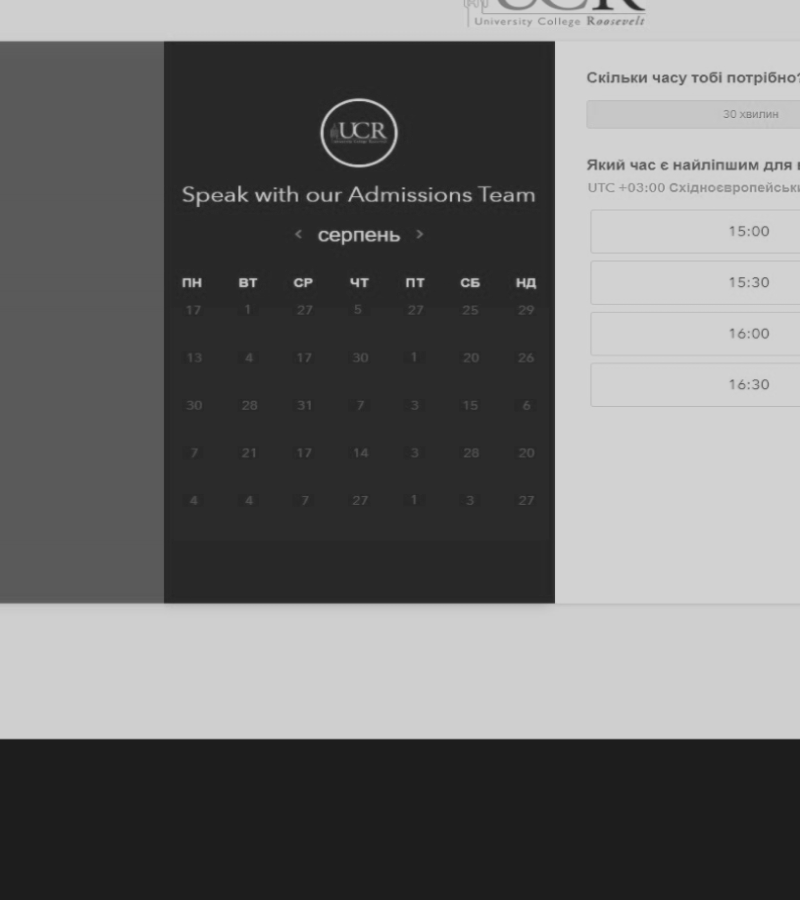 UCR
University College Roosevelt
UCR
Speak with our Admissions Team
< серпень >
ПН ВТ СР ЧТ ПТ СБ НД
17 1 27 5 27 25 29
13 4 17 30 1 20 26
30 28 31 7 3 15 6
7 21 17 14 3 28 20
4 4 7 27 1 3 27
Скільки часу тобі потрібно?
30 хвилин
Який час є найліпшим для
UTC +03:00
15:00
15:30
16:00
16:30